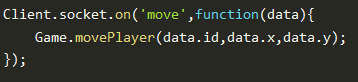 Client.socket.on('move',function(data){
    Game.movePlayer(data.id,data.x,data.y);
});